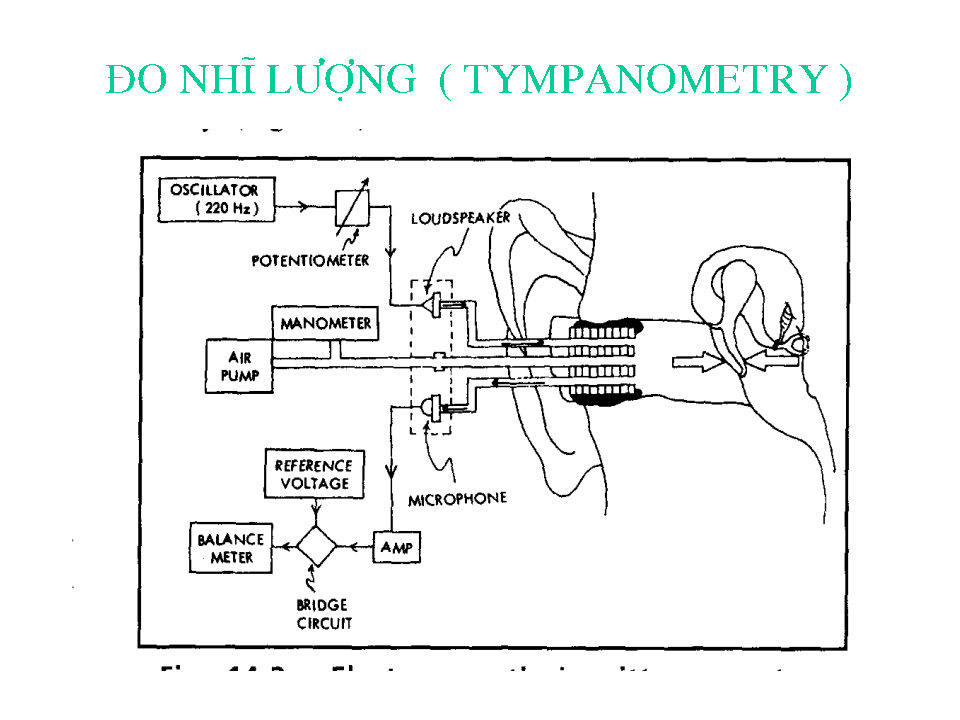 ĐO NHĨ LƯỢNG ( TYMPANOMETRY )
OSCILLATOR
( 220 Hz )
POTENTIOMETER
LOUDSPEAKER
MANOMETER
AIR
PUMP
REFERENCE
VOLTAGE
MICROPHONE
BALANCE
METER
AMP
BRIDGE
CIRCUIT